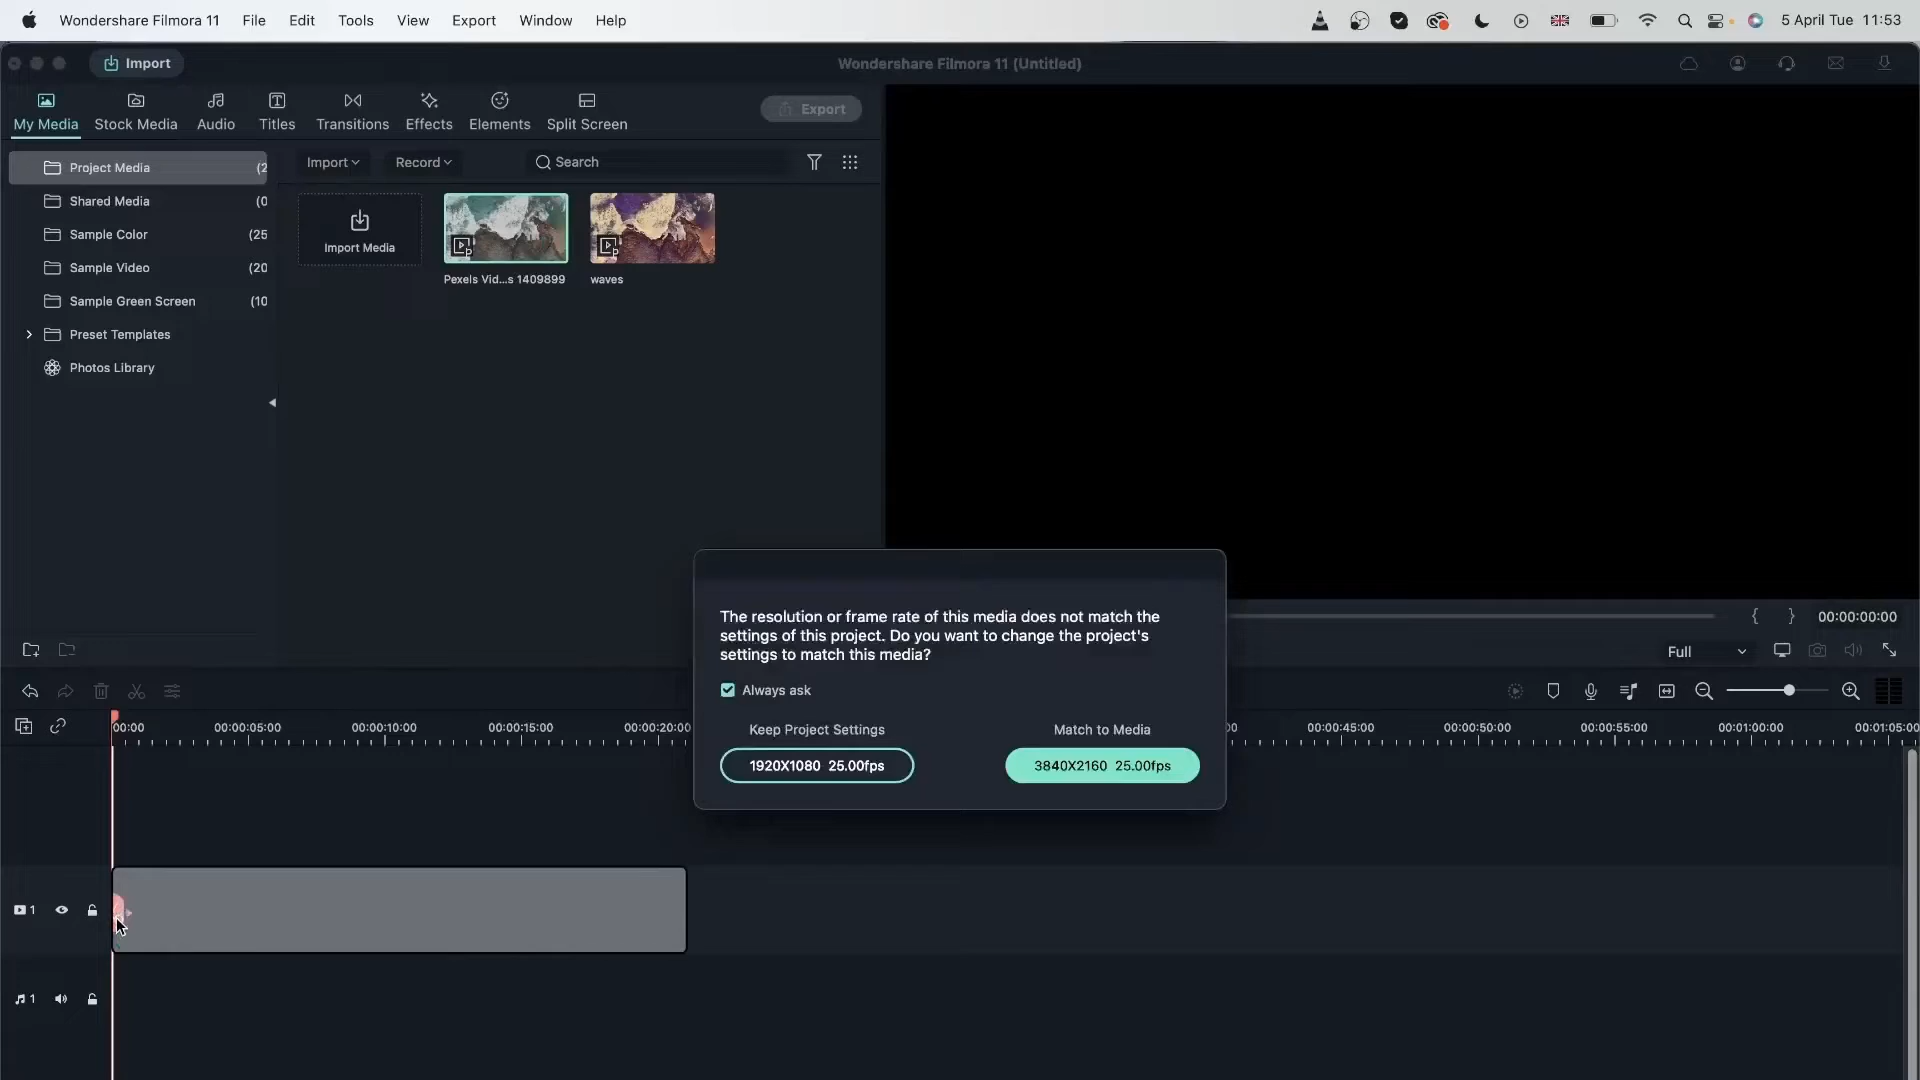 Wondershare Filmora 11 File Edit Tools View Export Window Help 5 April Tue 11:53
Import Wondershare Filmora 11 (Untitled)
My Media Stock Media Audio Titles Transitions Effects Elements Split Screen Export
Project Media (2
Shared Media (0
Sample Color (25
Sample Video (20
Sample Green Screen (10
Preset Templates
Photos Library
Import Record Search
Import Media
Pexels Vid...s 1409899 waves
The resolution or frame rate of this media does not match the
settings of this project. Do you want to change the project's
settings to match this media?
Always ask
Keep Project Settings Match to Media
1920X1080 25.00fps 3840X2160 25.00fps
{ } 00:00:00:00
Full
00:00 00:00:05:00 00:00:10:00 00:00:15:00 00:00:20:00 00:00:45:00 00:00:50:00 00:00:55:00 00:01:00:00 00:01:05:00
1
1